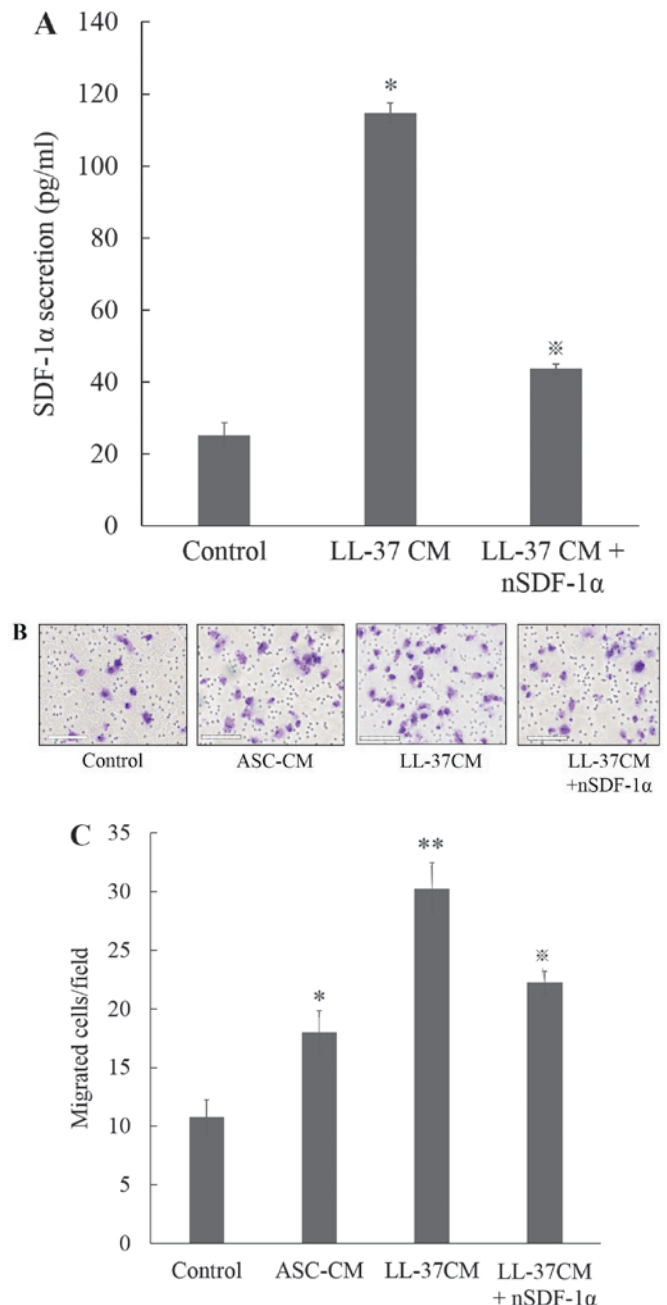 A
SDF-1α secretion (pg/ml)
140
120
100
80
60
40
20
0
*
※
Control
LL-37 CM
LL-37 CM +
nSDF-1α
B
Control
ASC-CM
LL-37CM
LL-37CM
+nSDF-1α
C
Migrated cells/field
35
30
25
20
15
10
5
0
*
**
※
Control
ASC-CM
LL-37CM
LL-37CM
+ nSDF-1α